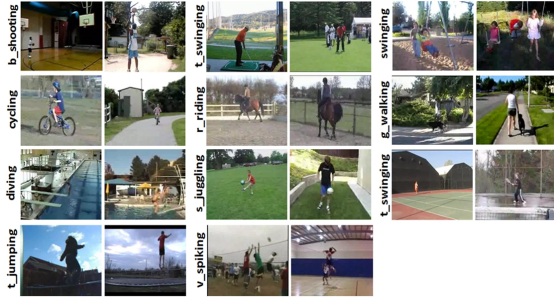 b_shooting
t_swinging
swinging
cycling
r_riding
g_walking
diving
s_juggling
t_swinging
t_jumping
v_spiking